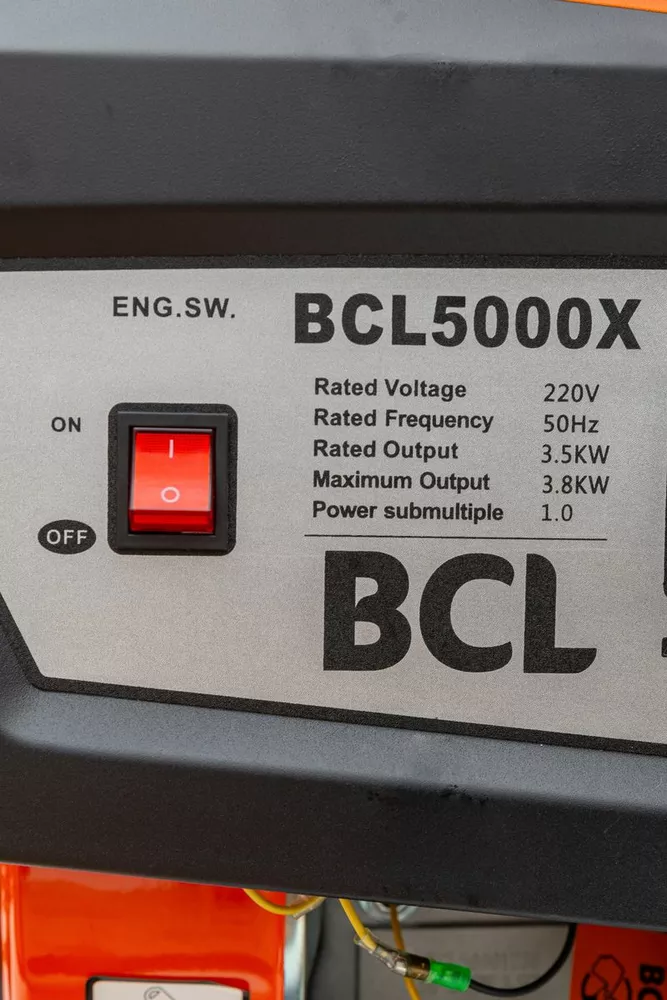 ENG.SW.
BCL5000X
Rated Voltage 220V
Rated Frequency 50Hz
Rated Output 3.5KW
Maximum Output 3.8KW
Power submultiple 1.0
ON
I
O
OFF
BCL